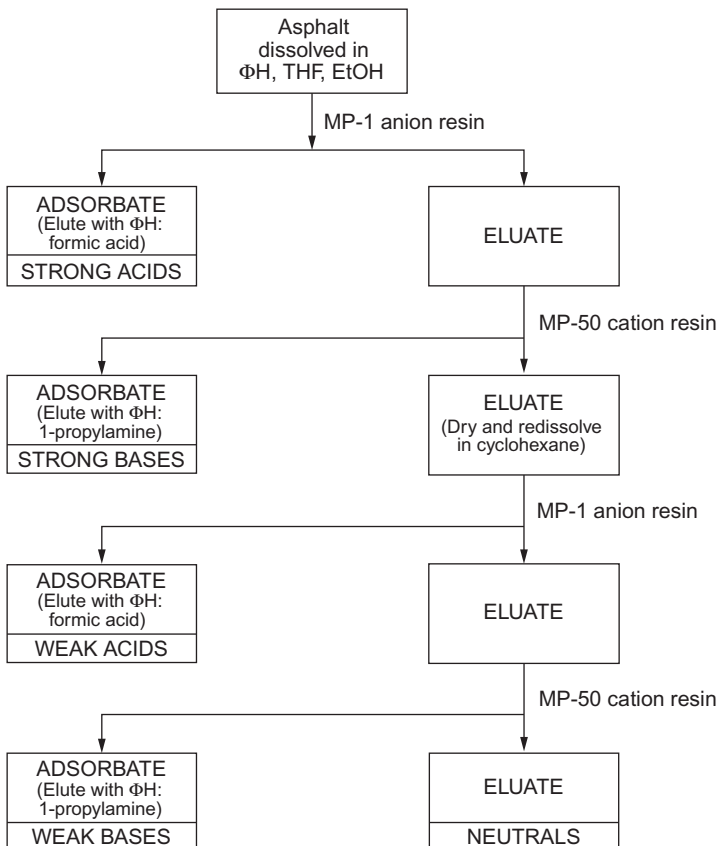 Asphalt
dissolved in
ΦH, THF, EtOH
MP-1 anion resin
ADSORBATE
(Elute with ΦH:
formic acid)
STRONG ACIDS
ELUATE
MP-50 cation resin
ADSORBATE
(Elute with ΦH:
1-propylamine)
STRONG BASES
ELUATE
(Dry and redissolve
in cyclohexane)
MP-1 anion resin
ADSORBATE
(Elute with ΦH:
formic acid)
WEAK ACIDS
ELUATE
MP-50 cation resin
ADSORBATE
(Elute with ΦH:
1-propylamine)
WEAK BASES
ELUATE
NEUTRALS